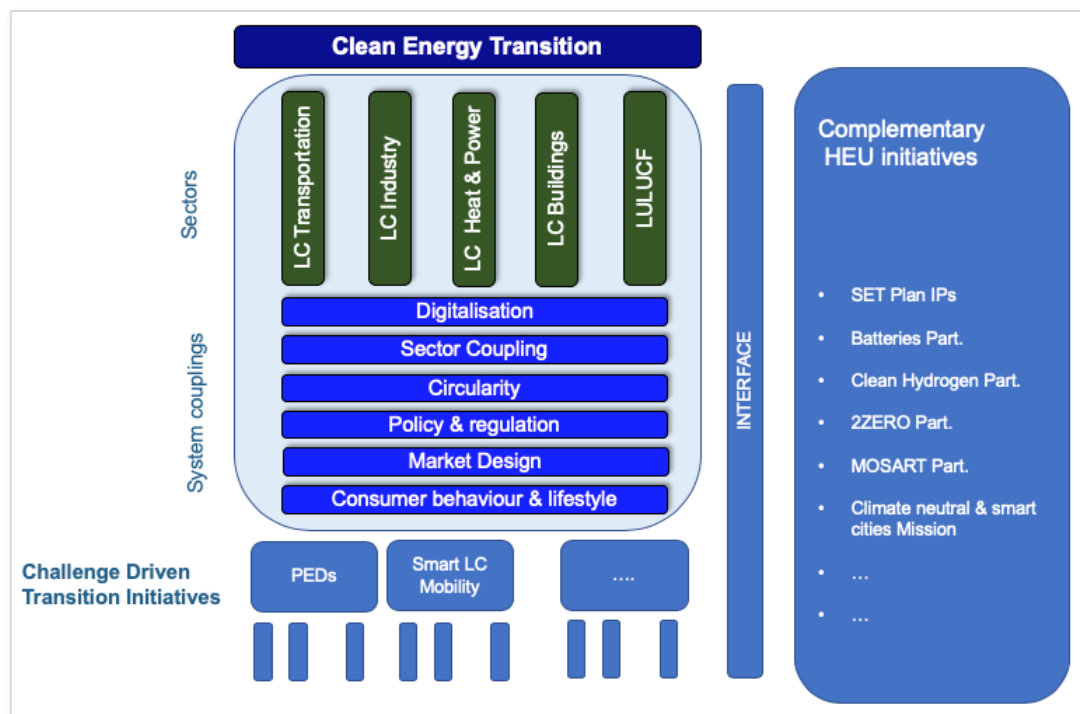 Clean Energy Transition
Sectors
LC Transportation
LC Industry
LC Heat & Power
LC Buildings
LULUCF
System couplings
Digitalisation
Sector Coupling
Circularity
Policy & regulation
Market Design
Consumer behaviour & lifestyle
Challenge Driven
Transition Initiatives
PEDs
Smart LC
Mobility
....
INTERFACE
Complementary
HEU initiatives
• SET Plan IPs
• Batteries Part.
• Clean Hydrogen Part.
• 2ZERO Part.
• MOSART Part.
• Climate neutral & smart
cities Mission
• ...
• ...